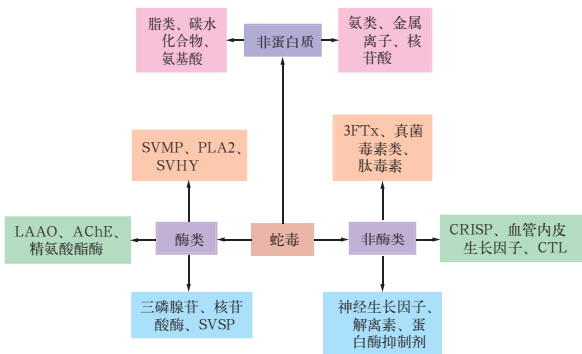 脂类、碳水
化合物、
氨基酸
非蛋白质
氨类、金属
离子、核
苷酸
SVMP、PLA2、
SVHY
3FTx、真菌
毒素类、
肽毒素
LAAO、AChE、
精氨酸酯酶
酶类
蛇毒
非酶类
CRISP、血管内皮
生长因子、CTL
三磷腺苷、核苷
酸酶、SVSP
神经生长因子、
解离素、蛋
白酶抑制剂